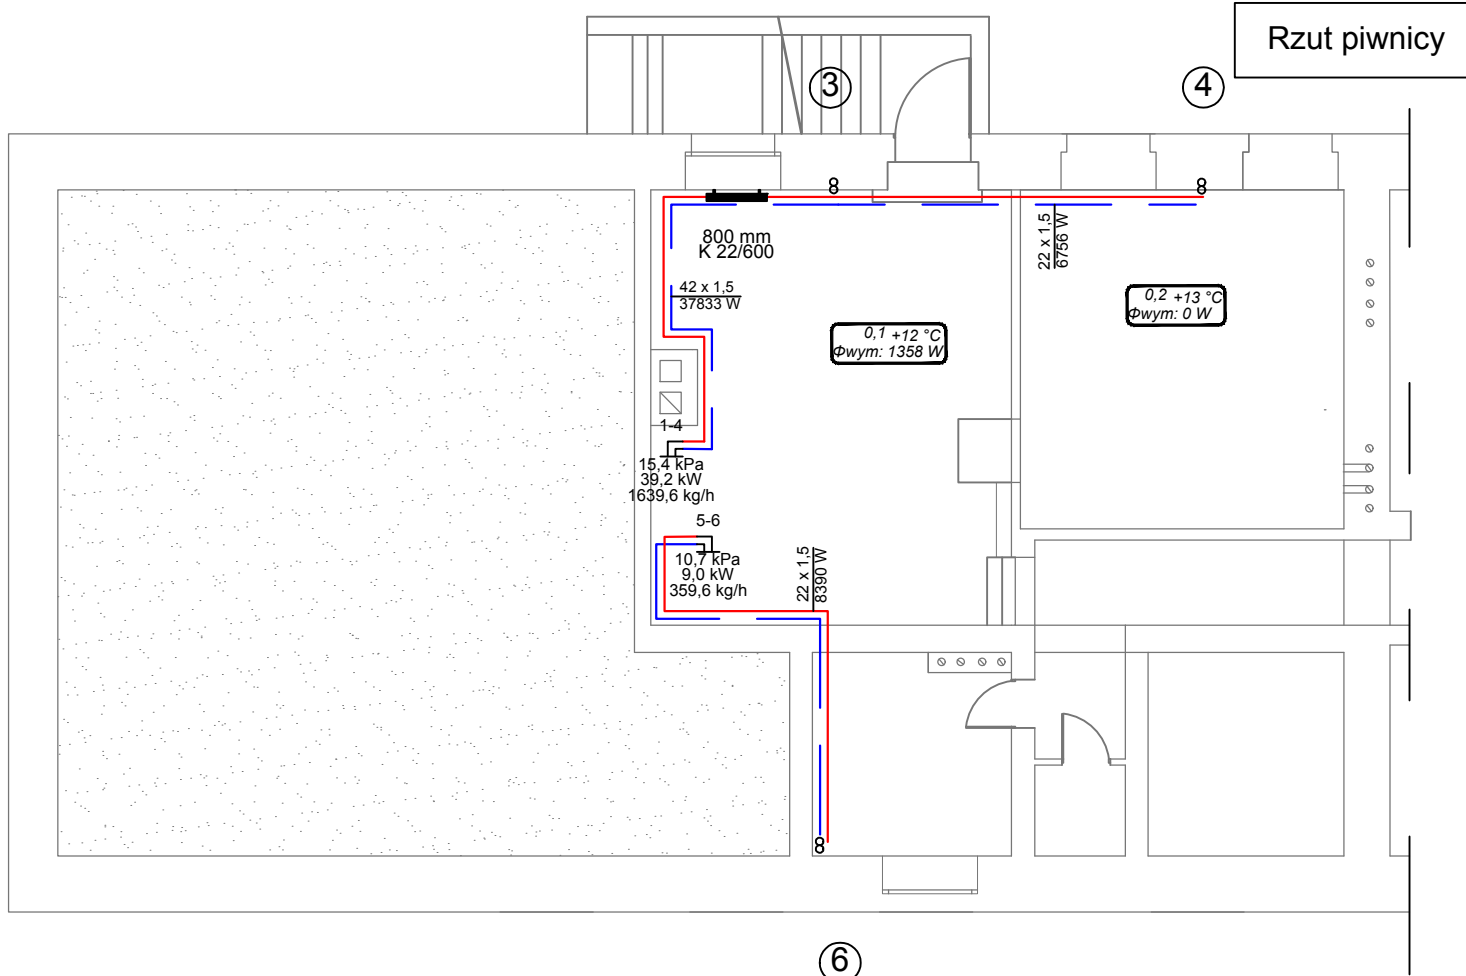 Rzut piwnicy
3
4
8
8
800 mm
K 22/600
22 x 1,5
6756 W
42 x 1,5
37833 W
0,2 +13 °C
Φwym: 0 W
0,1 +12 °C
Φwym: 1358 W
1-4
15,4 kPa
39,2 kW
1639,6 kg/h
5-6
10,7 kPa
9,0 kW
359,6 kg/h
22 x 1,5
8390 W
8
6